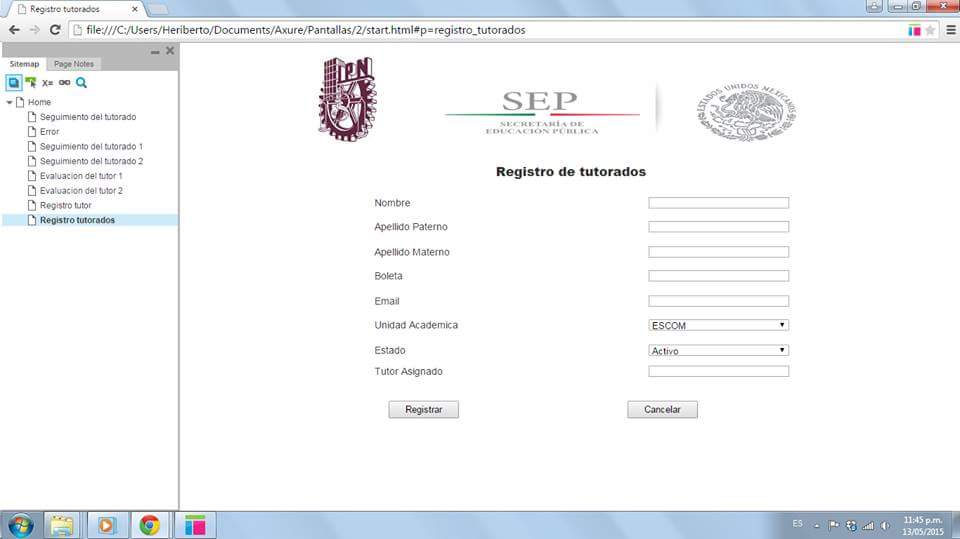 Registro tutorados
file:///C:/Users/Heriberto/Documents/Axure/Pantallas/2/start.html#p=registro_tutorados
Sitemap
Page Notes
X=
Home
Seguimiento del tutorado
Error
Seguimiento del tutorado 1
Seguimiento del tutorado 2
Evaluacion del tutor 1
Evaluacion del tutor 2
Registro tutor
Registro tutorados
IPN
SEP
SECRETARÍA DE
EDUCACIÓN PÚBLICA
ESTADOS UNIDOS MEXICANOS
Registro de tutorados
Nombre
Apellido Paterno
Apellido Materno
Boleta
Email
Unidad Academica
ESCOM
Estado
Activo
Tutor Asignado
Registrar
Cancelar
ES
11:45 p.m.
13/05/2015